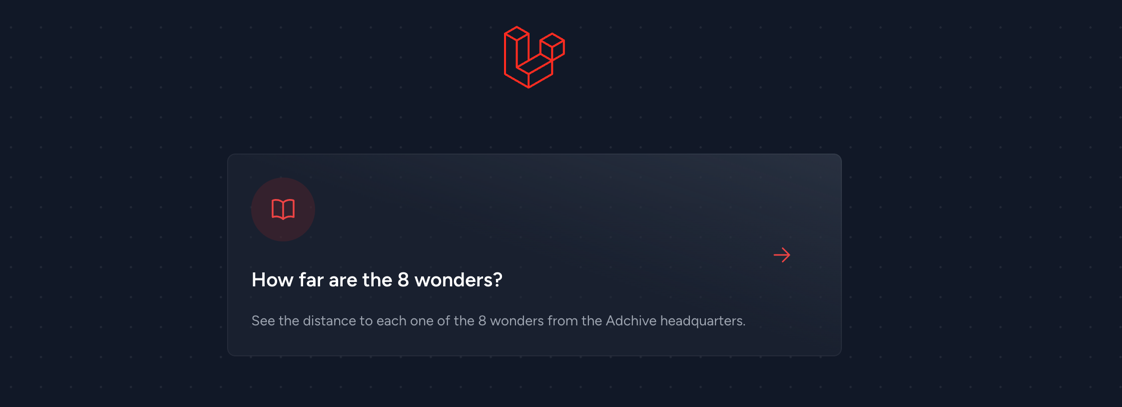 How far are the 8 wonders?
See the distance to each one of the 8 wonders from the Adchive headquarters.